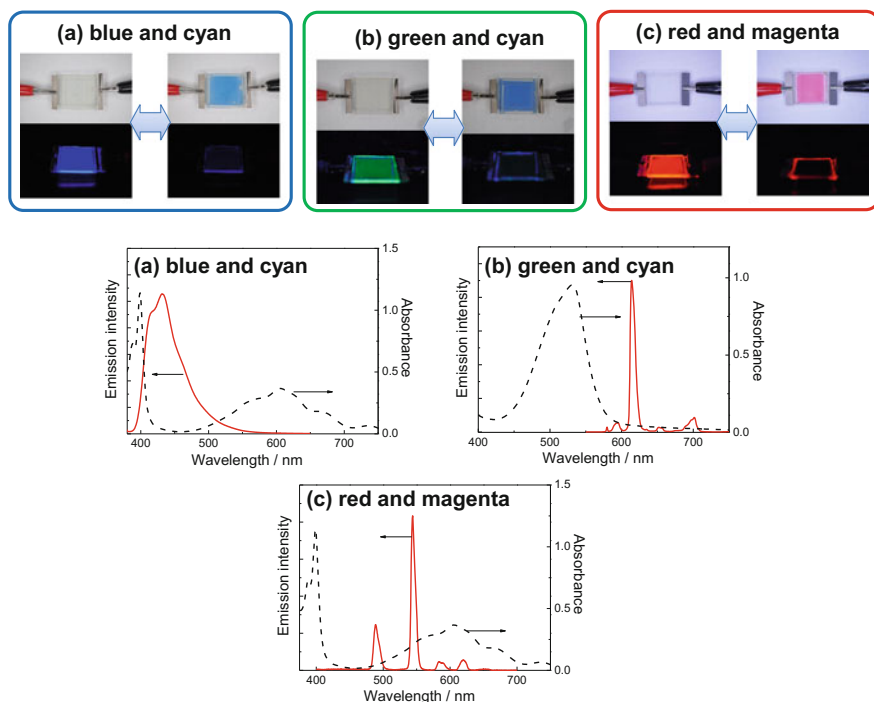 (a) blue and cyan
(b) green and cyan
(c) red and magenta
(a) blue and cyan
Emission intensity
1.5
1.0
0.5
0.0
Absorbance
400 500 600 700
Wavelength / nm
(b) green and cyan
Emission intensity
1.0
0.5
0.0
Absorbance
400 500 600 700
Wavelength / nm
(c) red and magenta
Emission intensity
1.5
1.0
0.5
0.0
Absorbance
400 500 600 700
Wavelength / nm